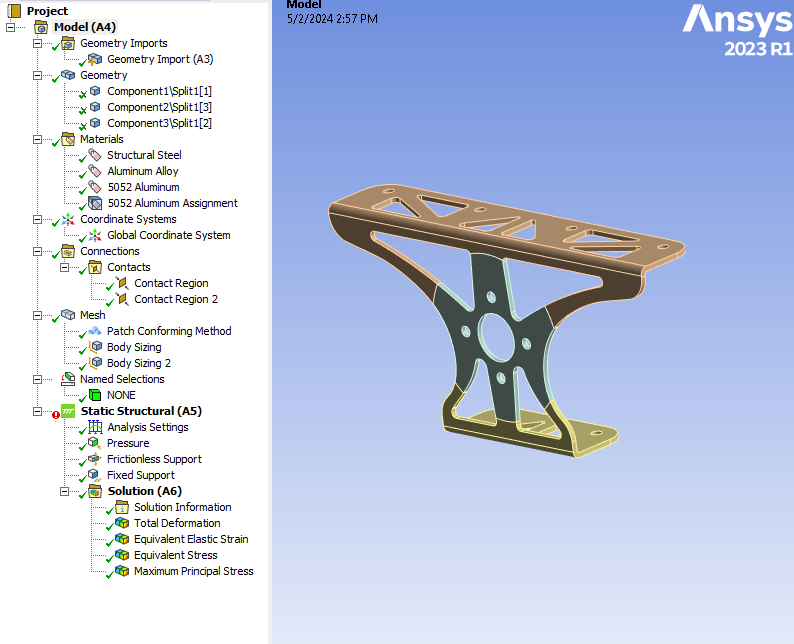 Project
Model (A4)
Geometry Imports
Geometry Import (A3)
Geometry
Component1\Split1[1]
Component2\Split1[3]
Component3\Split1[2]
Materials
Structural Steel
Aluminum Alloy
5052 Aluminum
5052 Aluminum Assignment
Coordinate Systems
Global Coordinate System
Connections
Contacts
Contact Region
Contact Region 2
Mesh
Patch Conforming Method
Body Sizing
Body Sizing 2
Named Selections
NONE
Static Structural (A5)
Analysis Settings
Pressure
Frictionless Support
Fixed Support
Solution (A6)
Solution Information
Total Deformation
Equivalent Elastic Strain
Equivalent Stress
Maximum Principal Stress
Model
5/2/2024 2:57 PM
Ansys
2023 R1